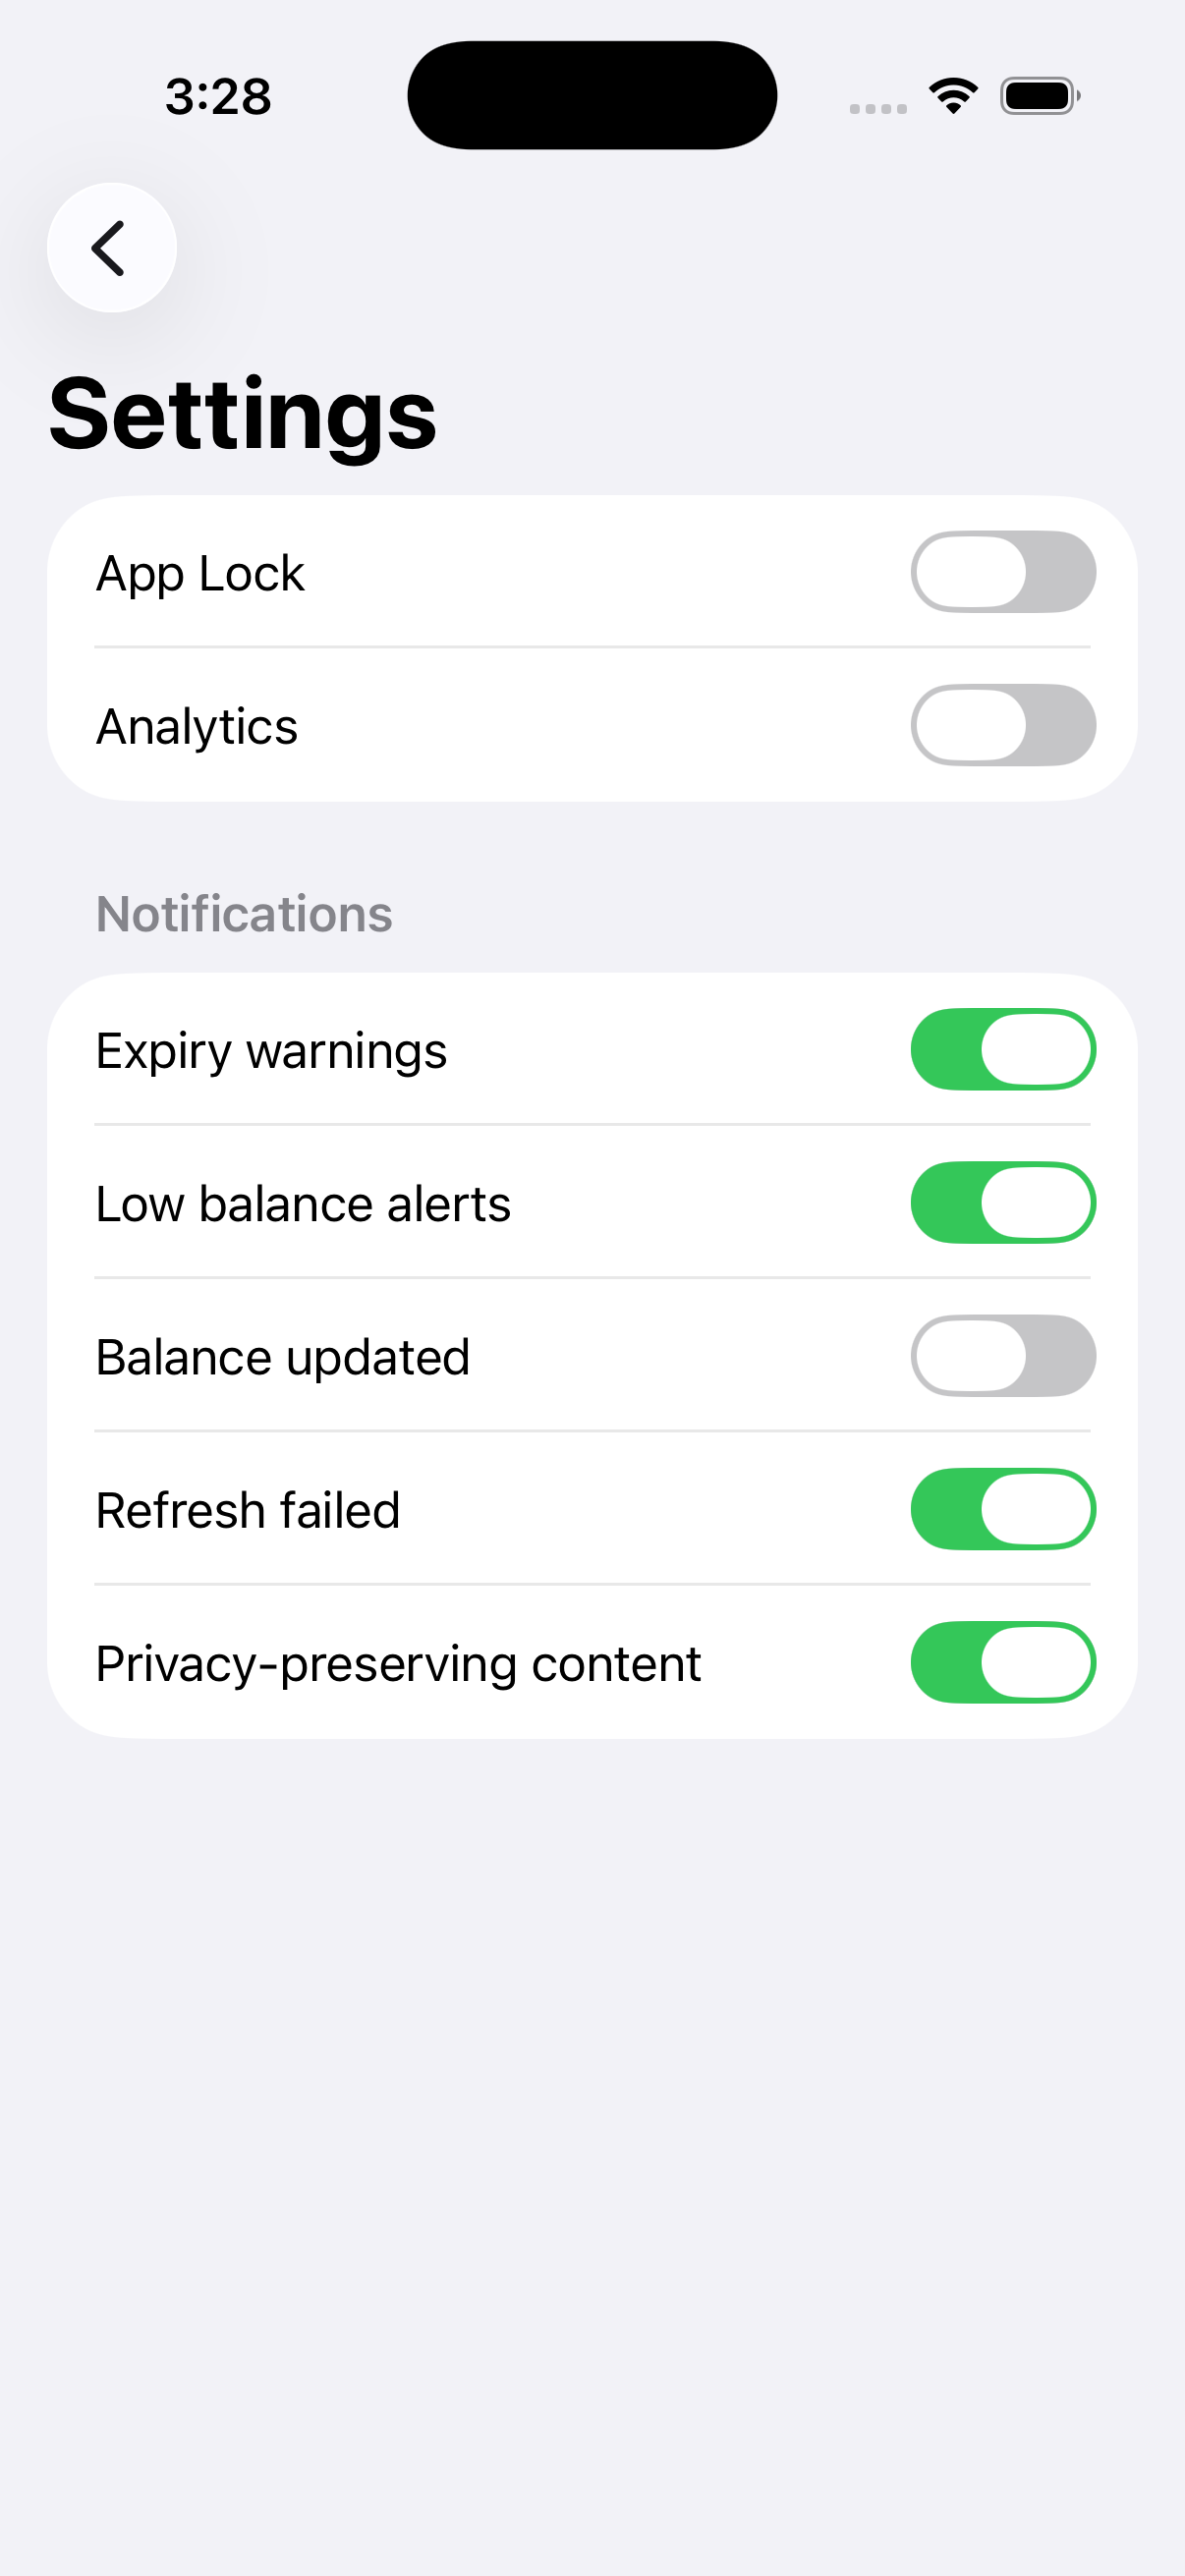 3:28
Settings
App Lock
Analytics
Notifications
Expiry warnings
Low balance alerts
Balance updated
Refresh failed
Privacy-preserving content